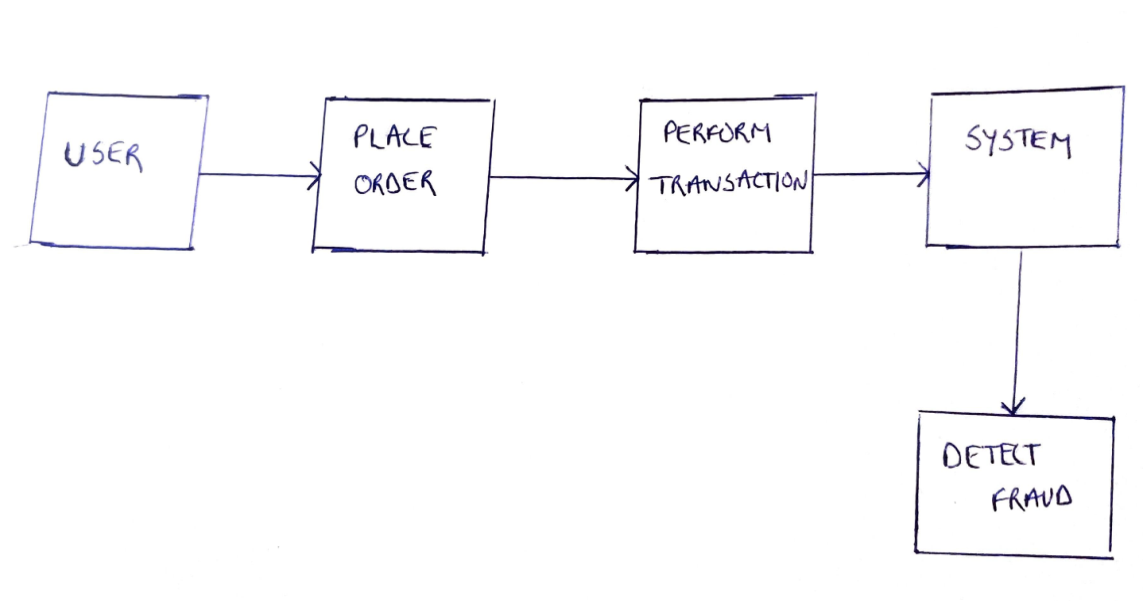 USER
PLACE
ORDER
PERFORM
TRANSACTION
SYSTEM
DETECT
FRAUD